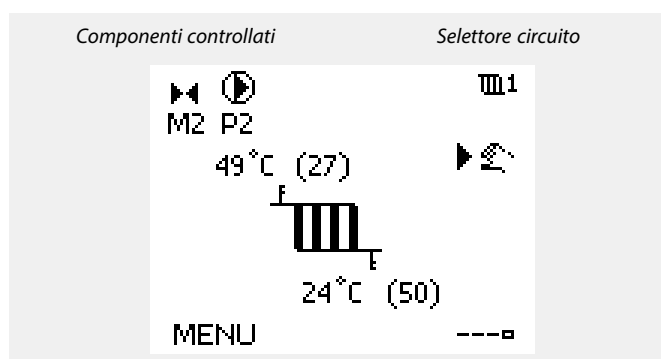 Componenti controllati Selettore circuito
1
M2 P2
49°C (27)
24°C (50)
MENU